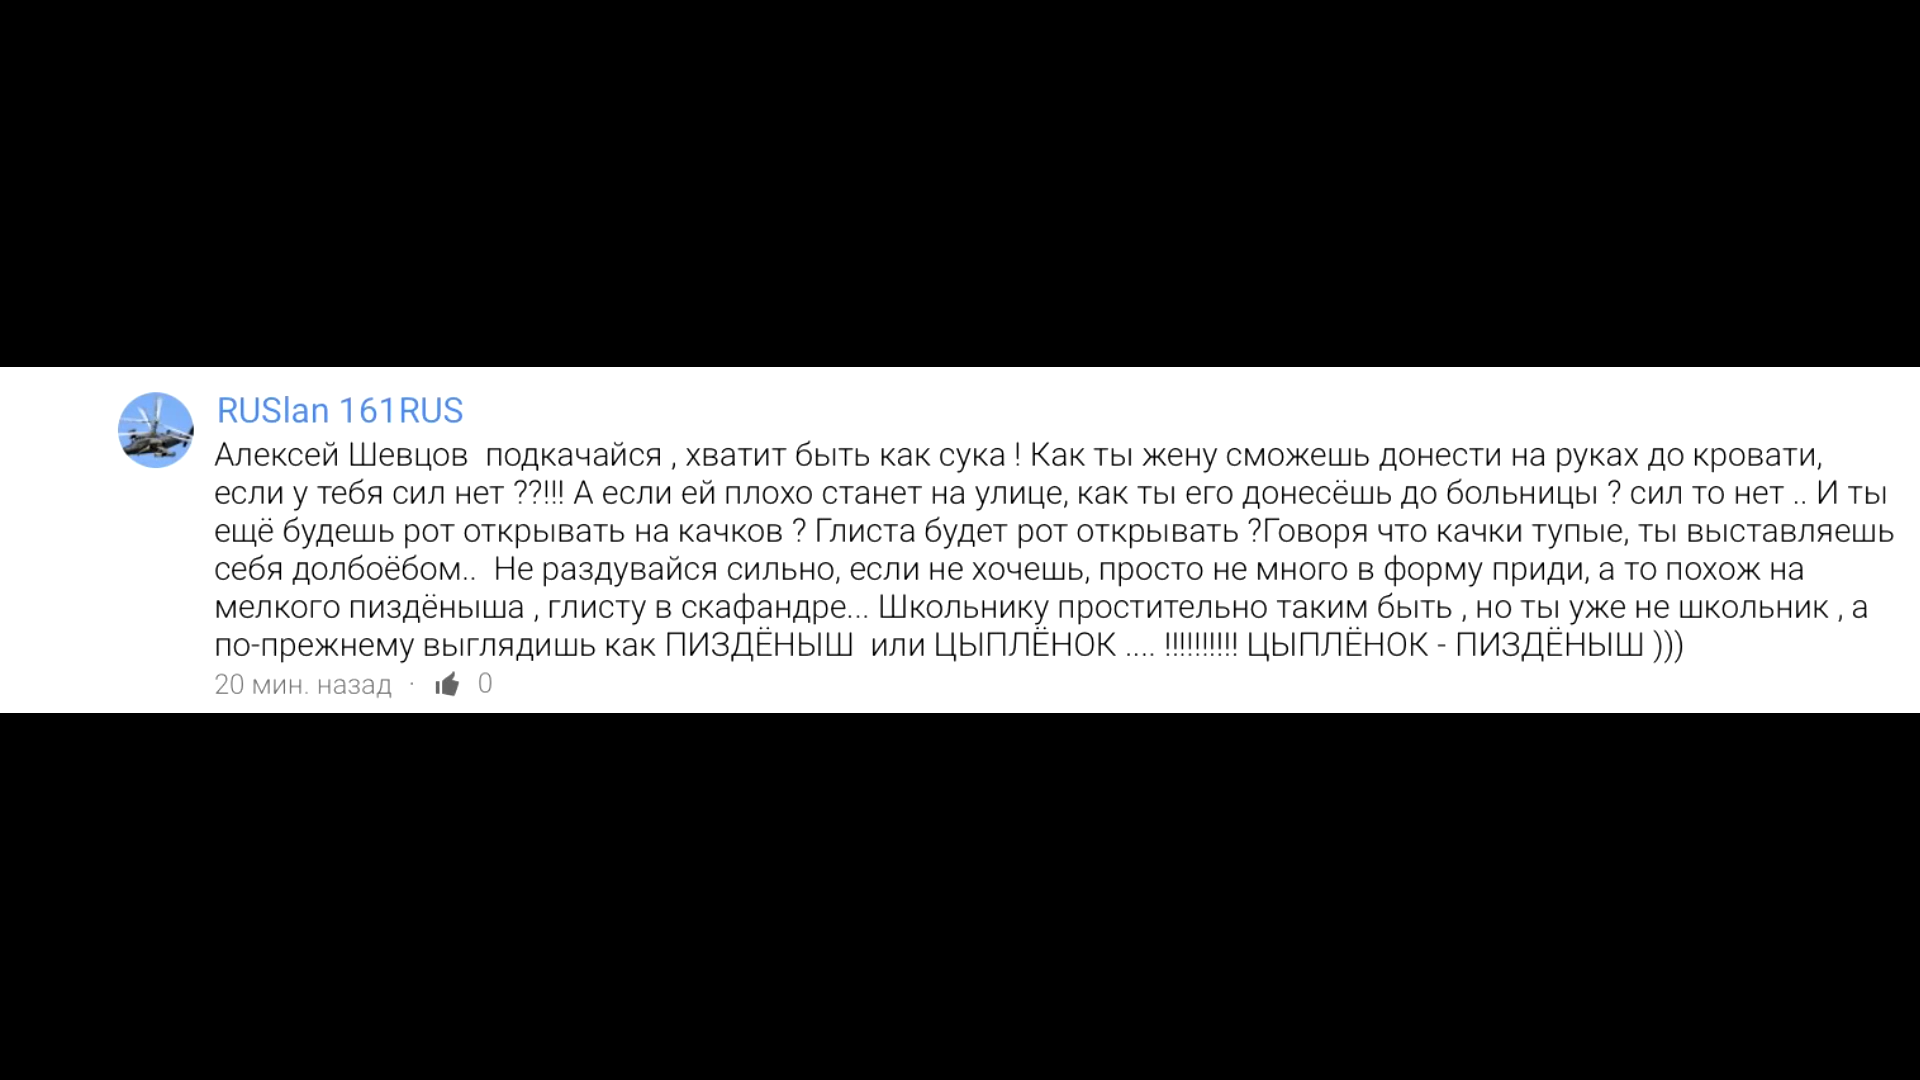 RUSlan 161RUS
Алексей Шевцов  подкачайся , хватит быть как сука ! Как ты жену сможешь донести на руках до кровати,
если у тебя сил нет ??!!! А если ей плохо станет на улице, как ты его донесёшь до больницы ? сил то нет .. И ты
ещё будешь рот открывать на качков ? Глиста будет рот открывать ?Говоря что качки тупые, ты выставляешь
себя долбоёбом..  Не раздувайся сильно, если не хочешь, просто не много в форму приди, а то похож на
мелкого пиздёныша , глисту в скафандре... Школьнику простительно таким быть , но ты уже не школьник , а
по-прежнему выглядишь как ПИЗДЁНЫШ  или ЦЫПЛЁНОК .... !!!!!!!!!! ЦЫПЛЁНОК - ПИЗДЁНЫШ )))
20 мин. назад · 0